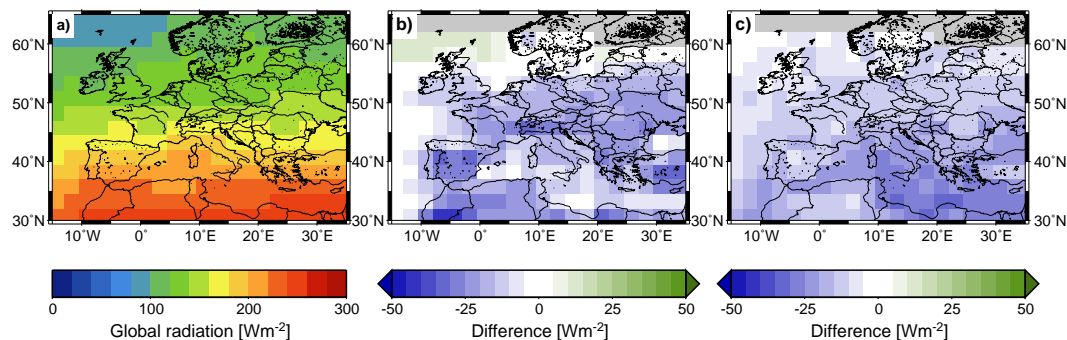 a) b) c)
60˚N 60˚N 60˚N
50˚N 50˚N 50˚N
40˚N 40˚N 40˚N
30˚N 30˚N 30˚N
10˚W 0˚ 10˚E 20˚E 30˚E 10˚W 0˚ 10˚E 20˚E 30˚E 10˚W 0˚ 10˚E 20˚E 30˚E
0 100 200 300 -50 -25 0 25 50 -50 -25 0 25 50
Global radiation [Wm-2] Difference [Wm-2] Difference [Wm-2]